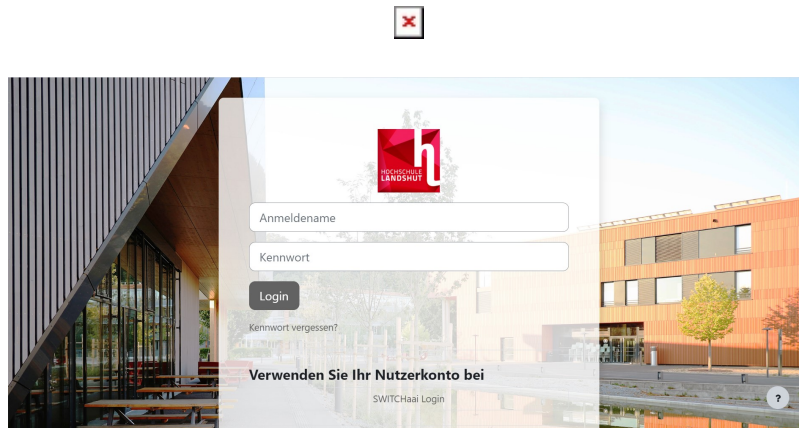 HOCHSCHULE
LANDSHUT
Anmeldename
Kennwort
Login
Kennwort vergessen?
Verwenden Sie Ihr Nutzerkonto bei
SWITCHaai Login
?